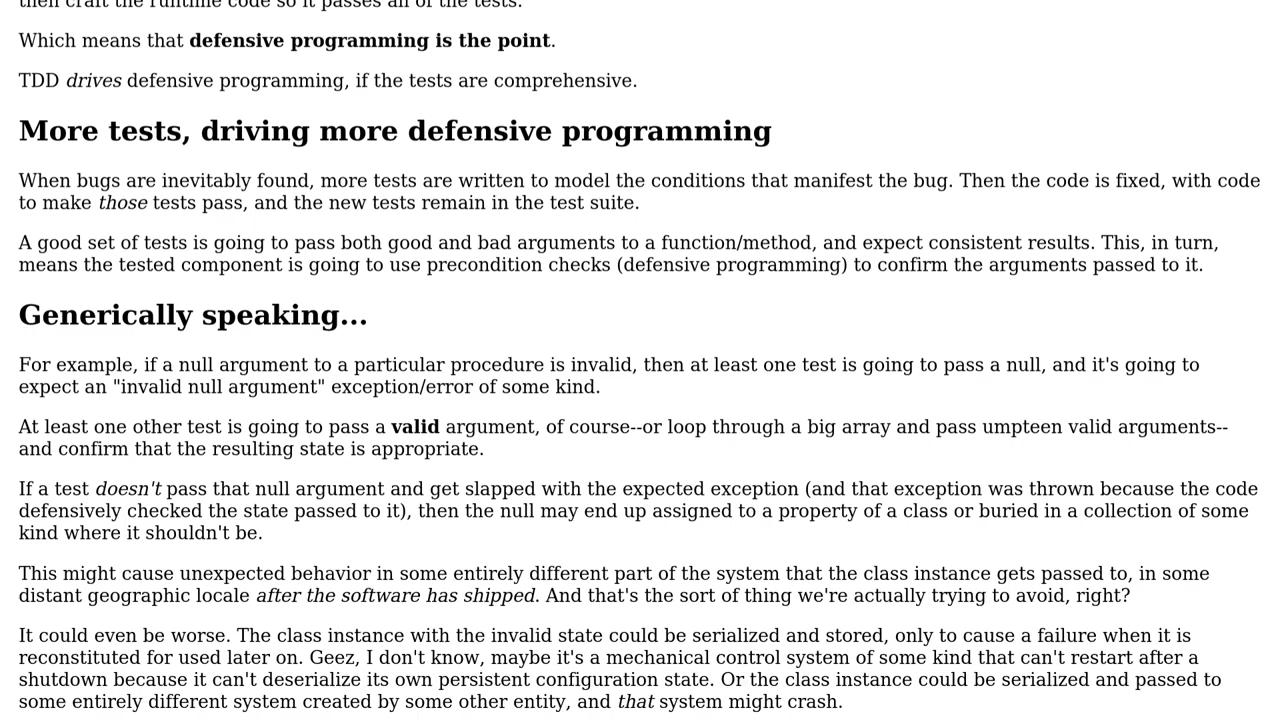 then craft the runtime code so it passes all of the tests.
Which means that defensive programming is the point.
TDD drives defensive programming, if the tests are comprehensive.
More tests, driving more defensive programming
When bugs are inevitably found, more tests are written to model the conditions that manifest the bug. Then the code is fixed, with code
to make those tests pass, and the new tests remain in the test suite.
A good set of tests is going to pass both good and bad arguments to a function/method, and expect consistent results. This, in turn,
means the tested component is going to use precondition checks (defensive programming) to confirm the arguments passed to it.
Generically speaking...
For example, if a null argument to a particular procedure is invalid, then at least one test is going to pass a null, and it's going to
expect an "invalid null argument" exception/error of some kind.
At least one other test is going to pass a valid argument, of course--or loop through a big array and pass umpteen valid arguments--
and confirm that the resulting state is appropriate.
If a test doesn't pass that null argument and get slapped with the expected exception (and that exception was thrown because the code
defensively checked the state passed to it), then the null may end up assigned to a property of a class or buried in a collection of some
kind where it shouldn't be.
This might cause unexpected behavior in some entirely different part of the system that the class instance gets passed to, in some
distant geographic locale after the software has shipped. And that's the sort of thing we're actually trying to avoid, right?
It could even be worse. The class instance with the invalid state could be serialized and stored, only to cause a failure when it is
reconstituted for used later on. Geez, I don't know, maybe it's a mechanical control system of some kind that can't restart after a
shutdown because it can't deserialize its own persistent configuration state. Or the class instance could be serialized and passed to
some entirely different system created by some other entity, and that system might crash.